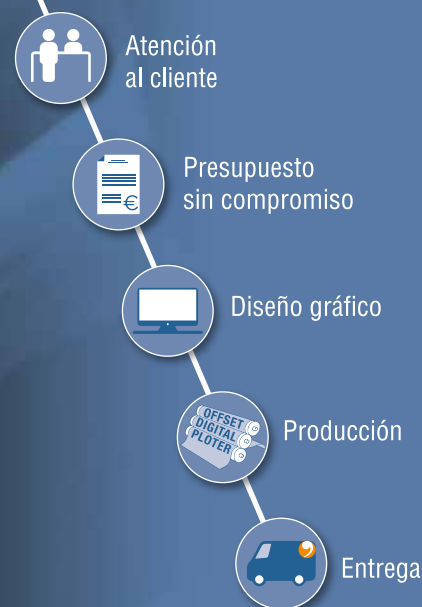 Atención
al cliente
€
Presupuesto
sin compromiso
Diseño gráfico
OFFSET
DIGITAL
PLOTER
Producción
Entrega